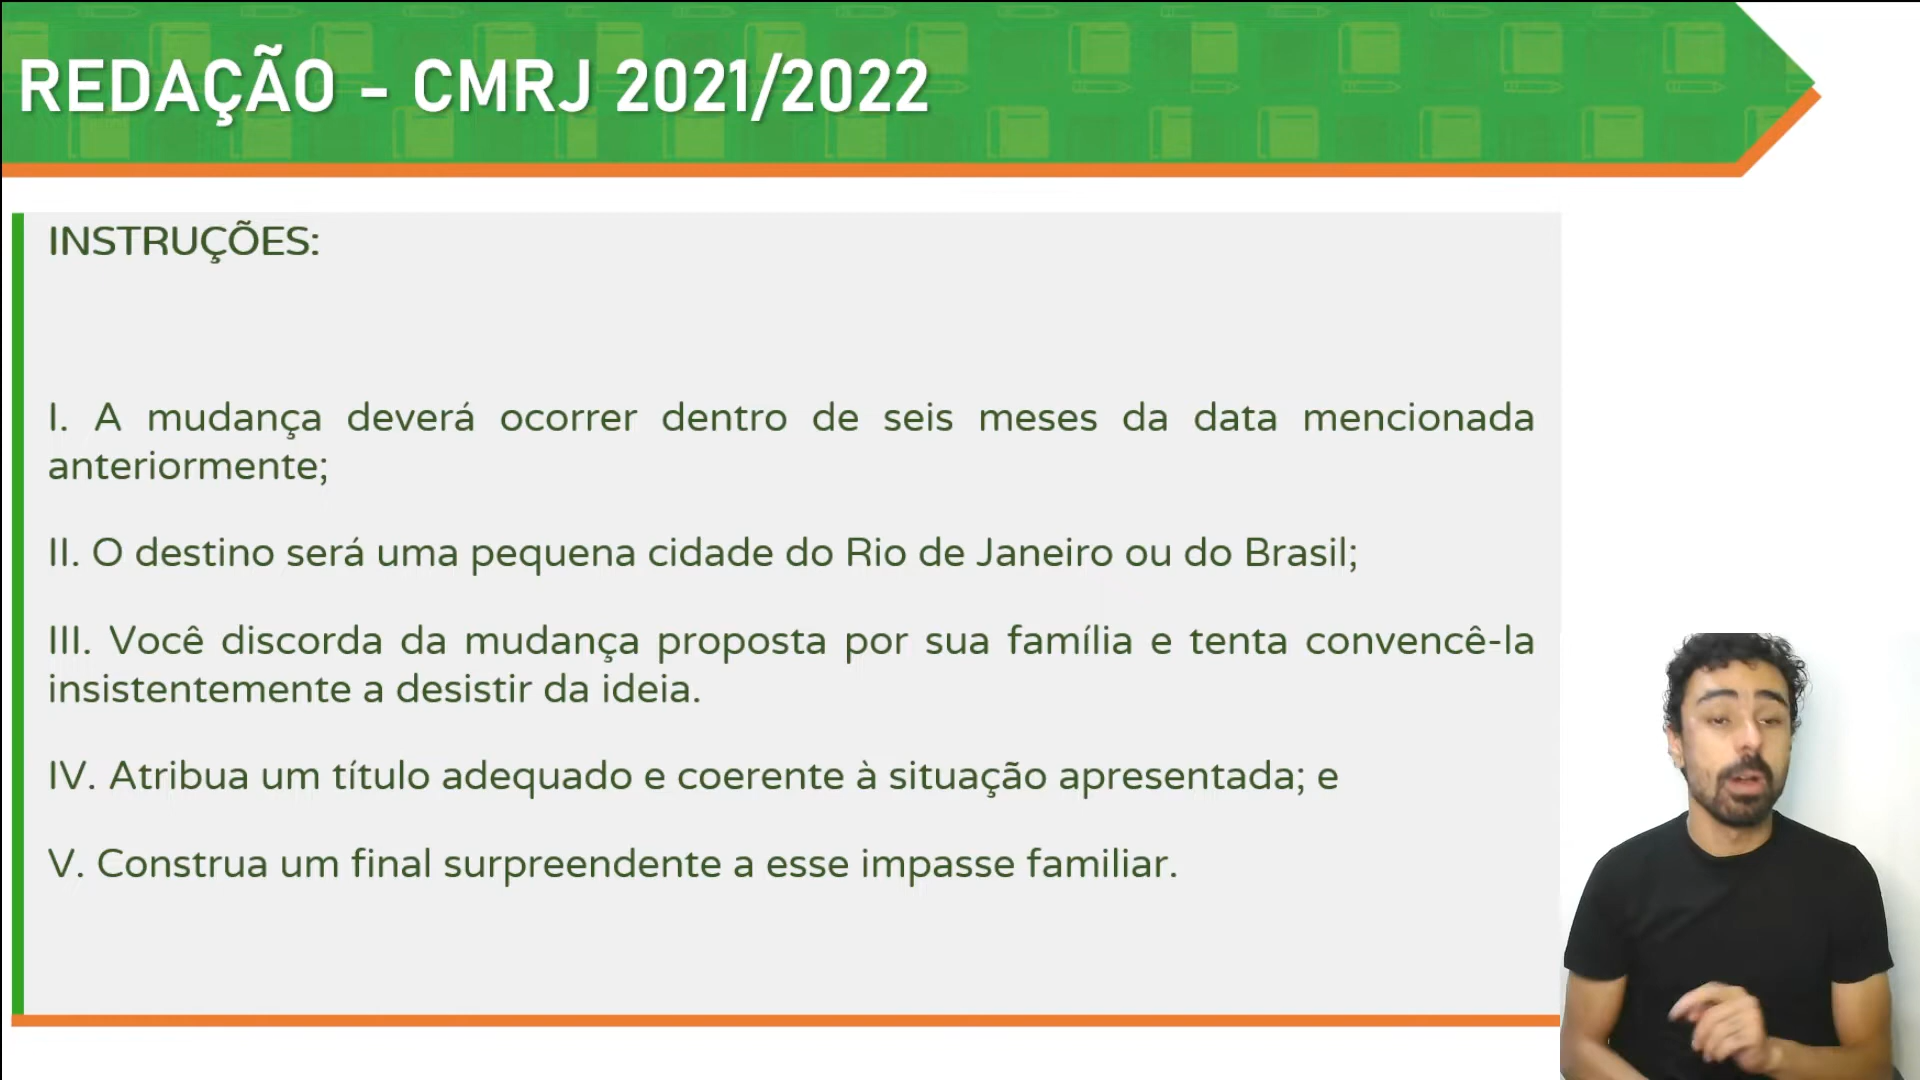 REDAÇÃO - CMRJ 2021/2022
INSTRUÇÕES:
I. A mudança deverá ocorrer dentro de seis meses da data mencionada
anteriormente;
II. O destino será uma pequena cidade do Rio de Janeiro ou do Brasil;
III. Você discorda da mudança proposta por sua família e tenta convencê-la
insistentemente a desistir da ideia.
IV. Atribua um título adequado e coerente à situação apresentada; e
V. Construa um final surpreendente a esse impasse familiar.